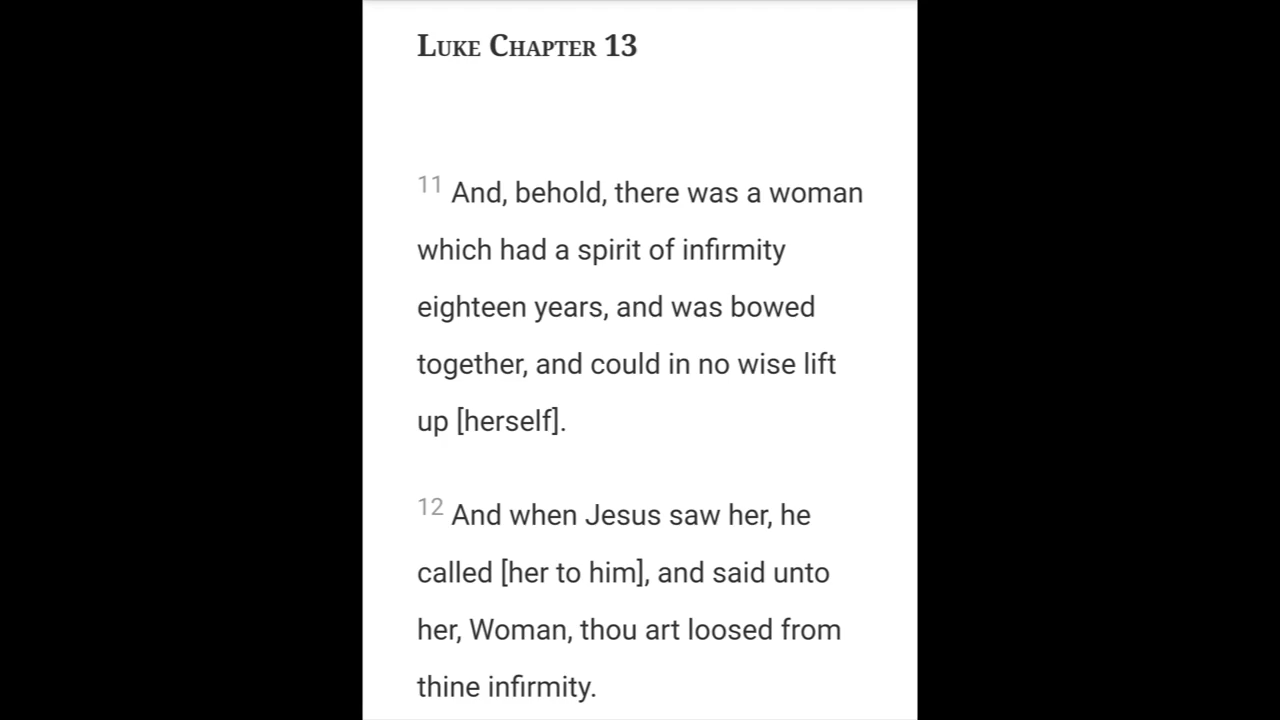 Luke Chapter 13
11 And, behold, there was a woman
which had a spirit of infirmity
eighteen years, and was bowed
together, and could in no wise lift
up [herself].
12 And when Jesus saw her, he
called [her to him], and said unto
her, Woman, thou art loosed from
thine infirmity.